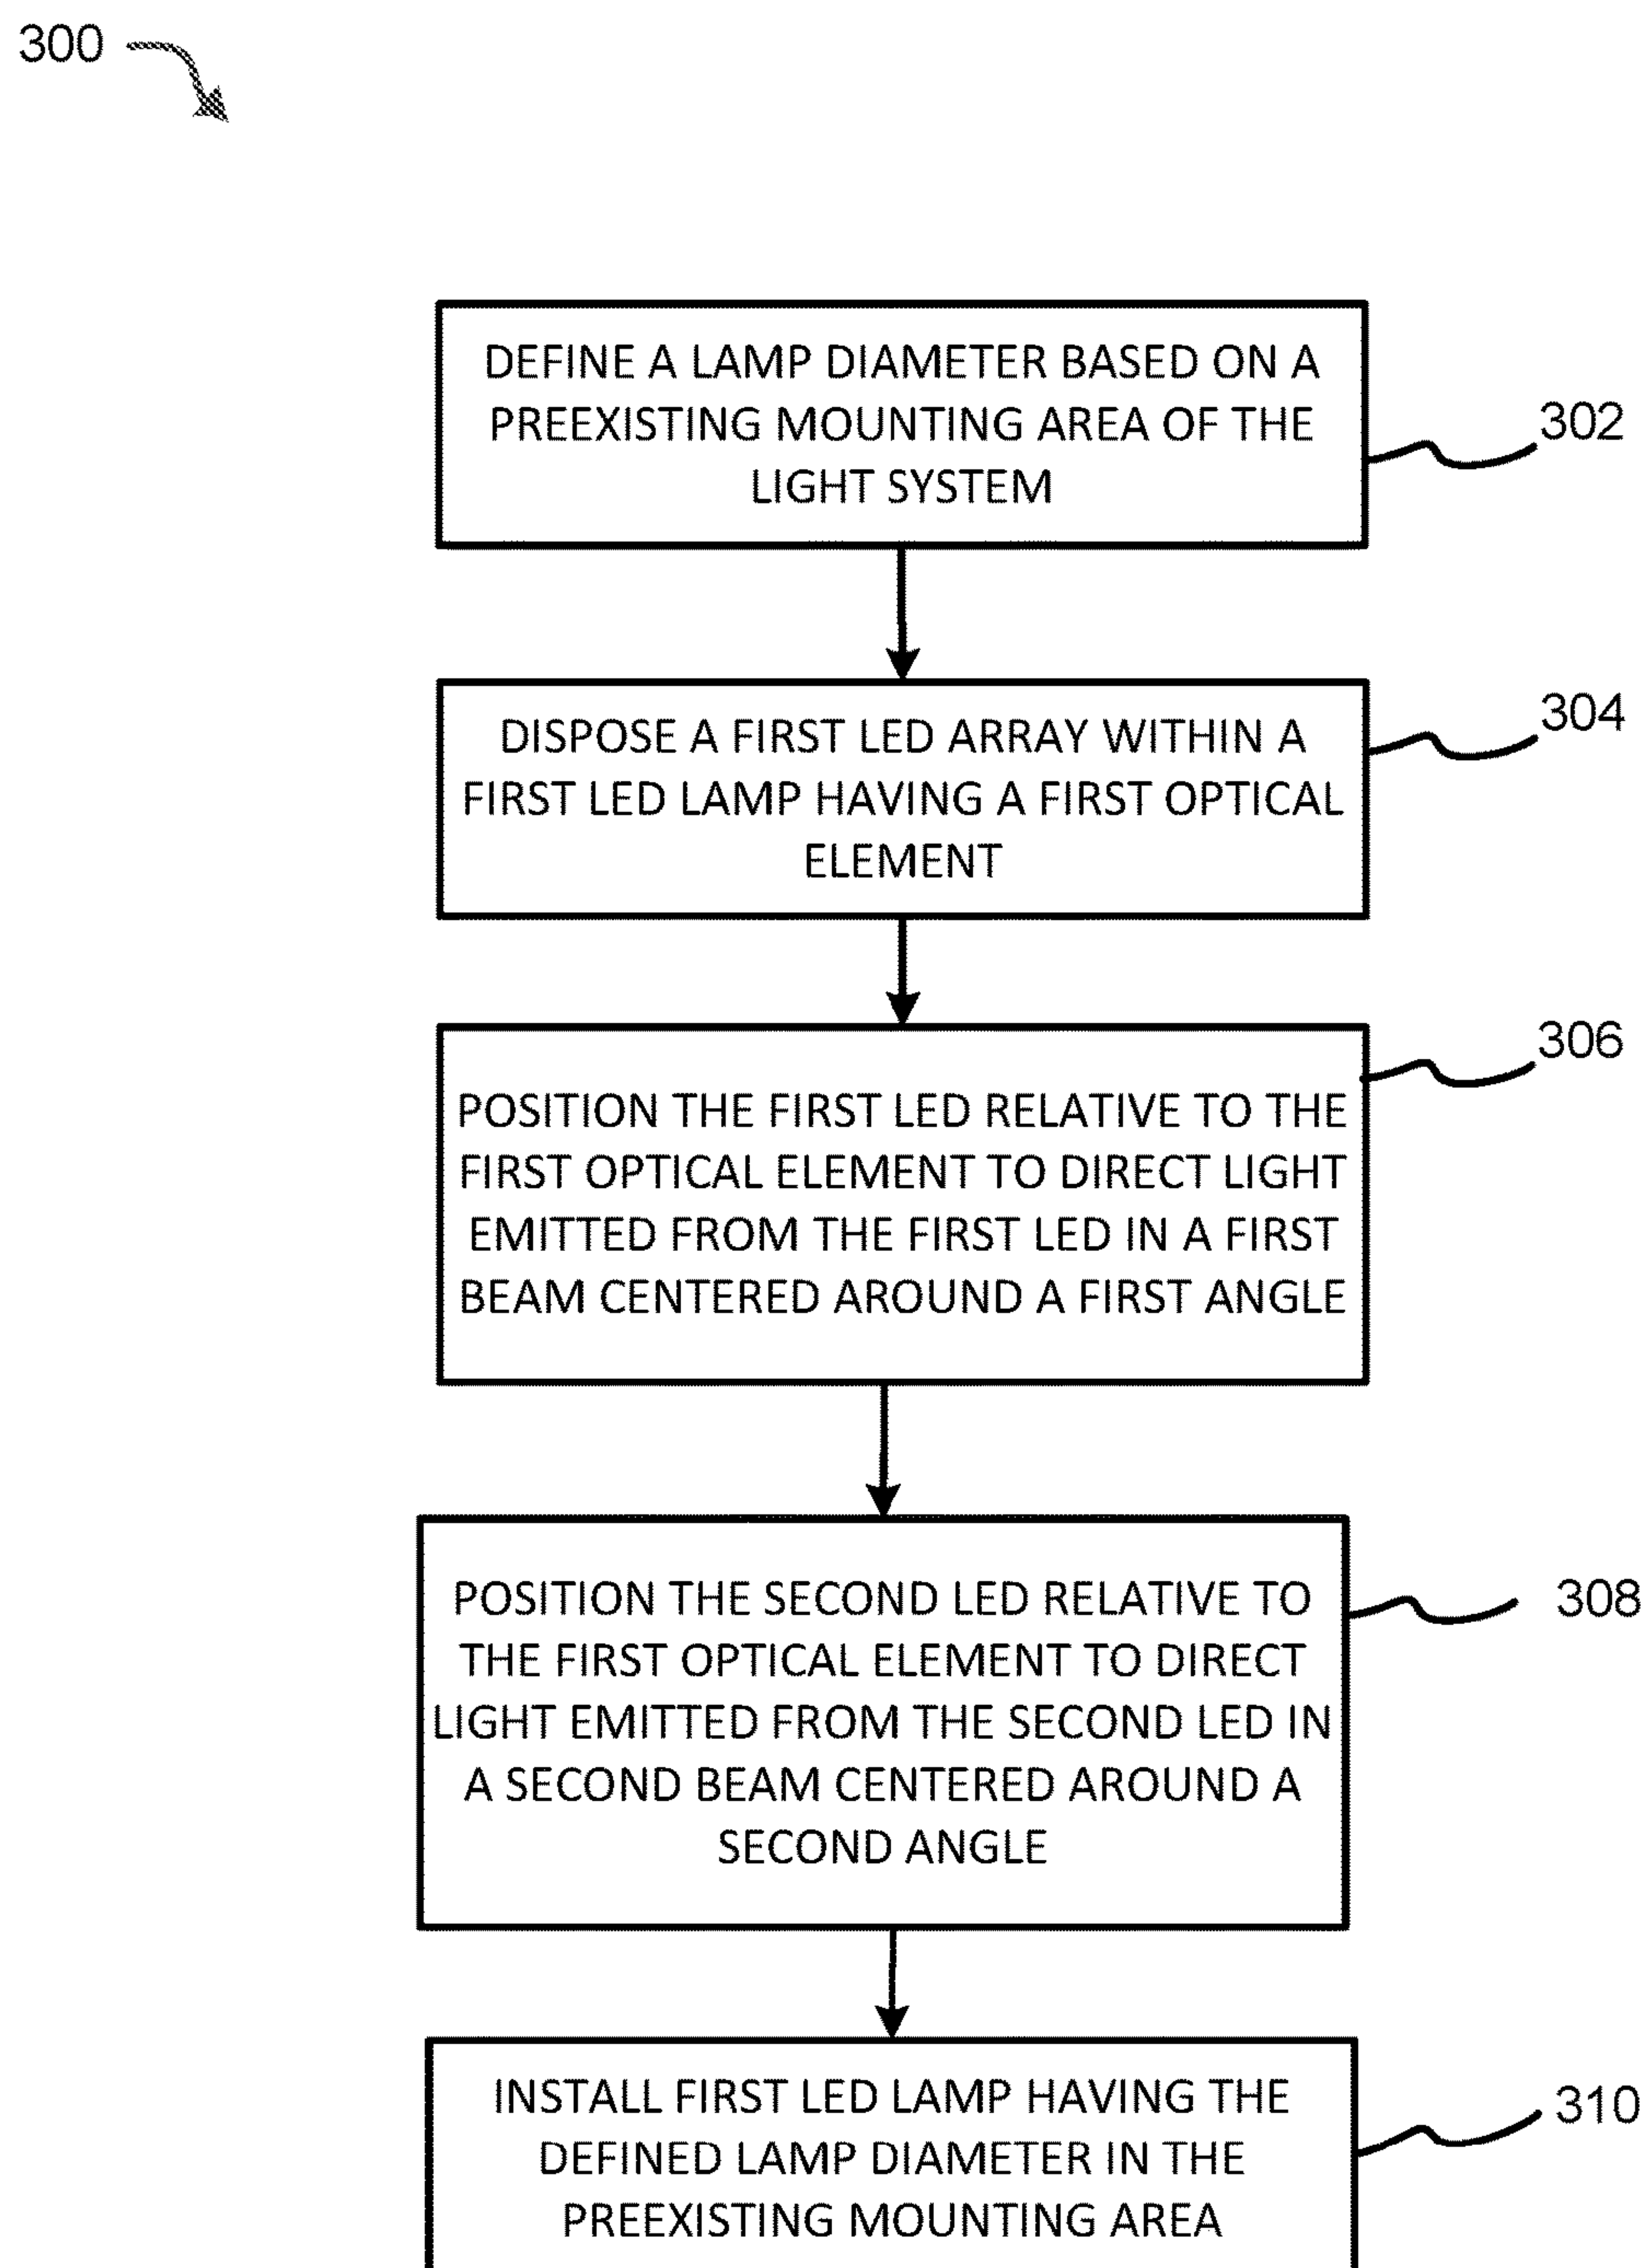 300
DEFINE A LAMP DIAMETER BASED ON A
PREEXISTING MOUNTING AREA OF THE
LIGHT SYSTEM
302
DISPOSE A FIRST LED ARRAY WITHIN A
FIRST LED LAMP HAVING A FIRST OPTICAL
ELEMENT
304
POSITION THE FIRST LED RELATIVE TO THE
FIRST OPTICAL ELEMENT TO DIRECT LIGHT
EMITTED FROM THE FIRST LED IN A FIRST
BEAM CENTERED AROUND A FIRST ANGLE
306
POSITION THE SECOND LED RELATIVE TO
THE FIRST OPTICAL ELEMENT TO DIRECT
LIGHT EMITTED FROM THE SECOND LED IN
A SECOND BEAM CENTERED AROUND A
SECOND ANGLE
308
INSTALL FIRST LED LAMP HAVING THE
DEFINED LAMP DIAMETER IN THE
PREEXISTING MOUNTING AREA
310